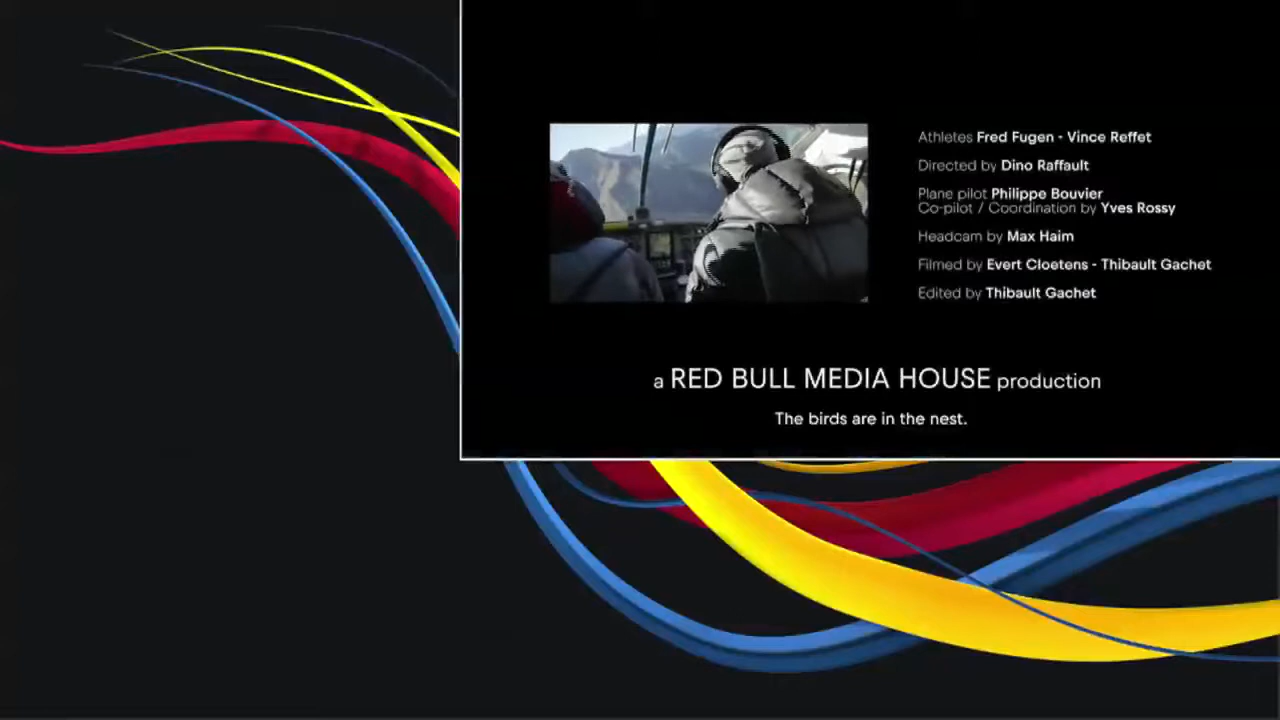 Athletes Fred Fugen - Vince Reffet
Directed by Dino Raffault
Plane pilot Philippe Bouvier
Co-pilot / Coordination by Yves Rossy
Headcam by Max Haim
Filmed by Evert Cloetens - Thibault Gachet
Edited by Thibault Gachet
a RED BULL MEDIA HOUSE production
The birds are in the nest.